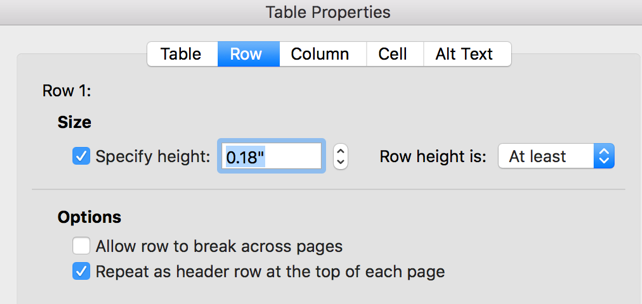 Table Properties
Table Row Column Cell Alt Text
Row 1:
Size
Specify height: 0.18" Row height is: At least
Options
Allow row to break across pages
Repeat as header row at the top of each page